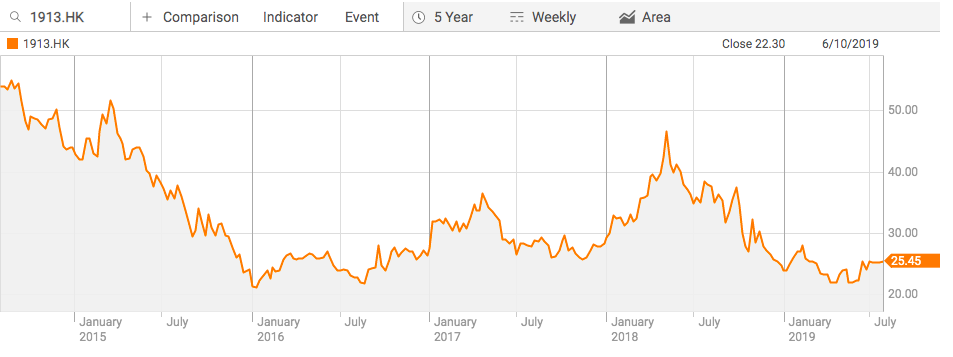 1913.HK + Comparison Indicator Event 5 Year Weekly Area
1913.HK Close 22.30 6/10/2019
50.00
40.00
30.00
25.45
20.00
January July January July January July January July January July
2015 2016 2017 2018 2019